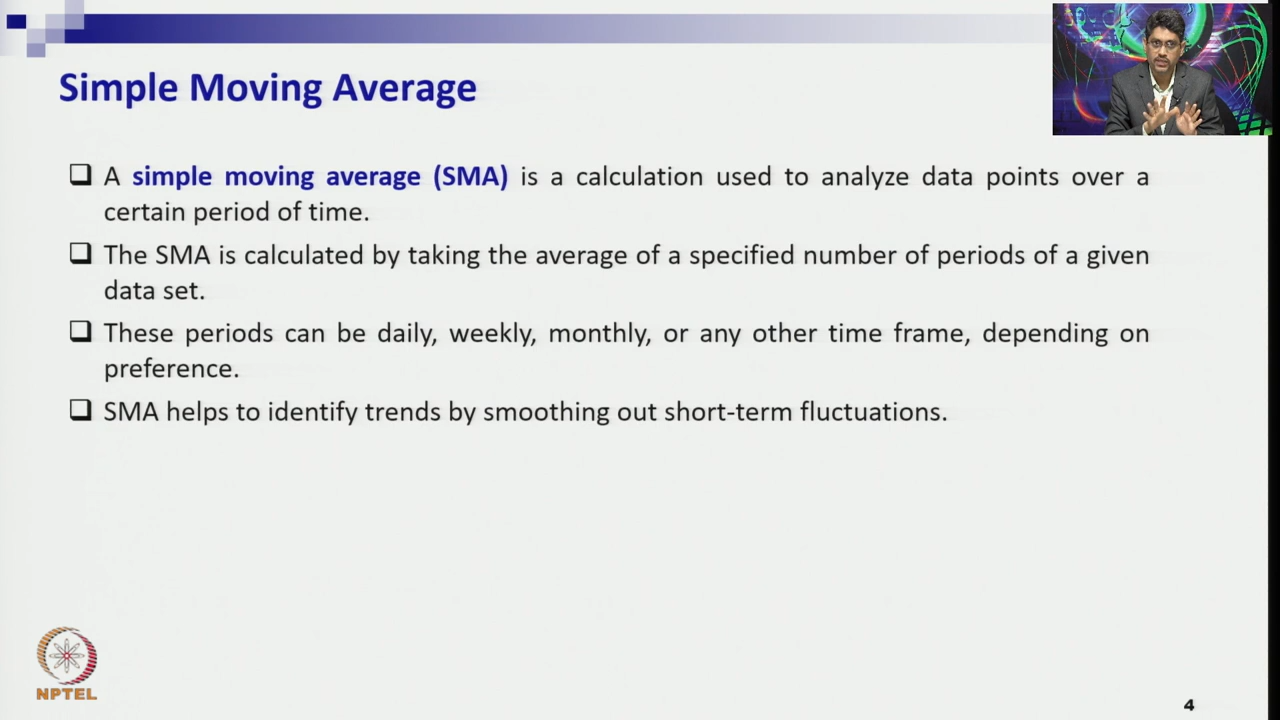 Simple Moving Average
❑ A simple moving average (SMA) is a calculation used to analyze data points over a
certain period of time.
❑ The SMA is calculated by taking the average of a specified number of periods of a given
data set.
❑ These periods can be daily, weekly, monthly, or any other time frame, depending on
preference.
❑ SMA helps to identify trends by smoothing out short-term fluctuations.
NPTEL
4